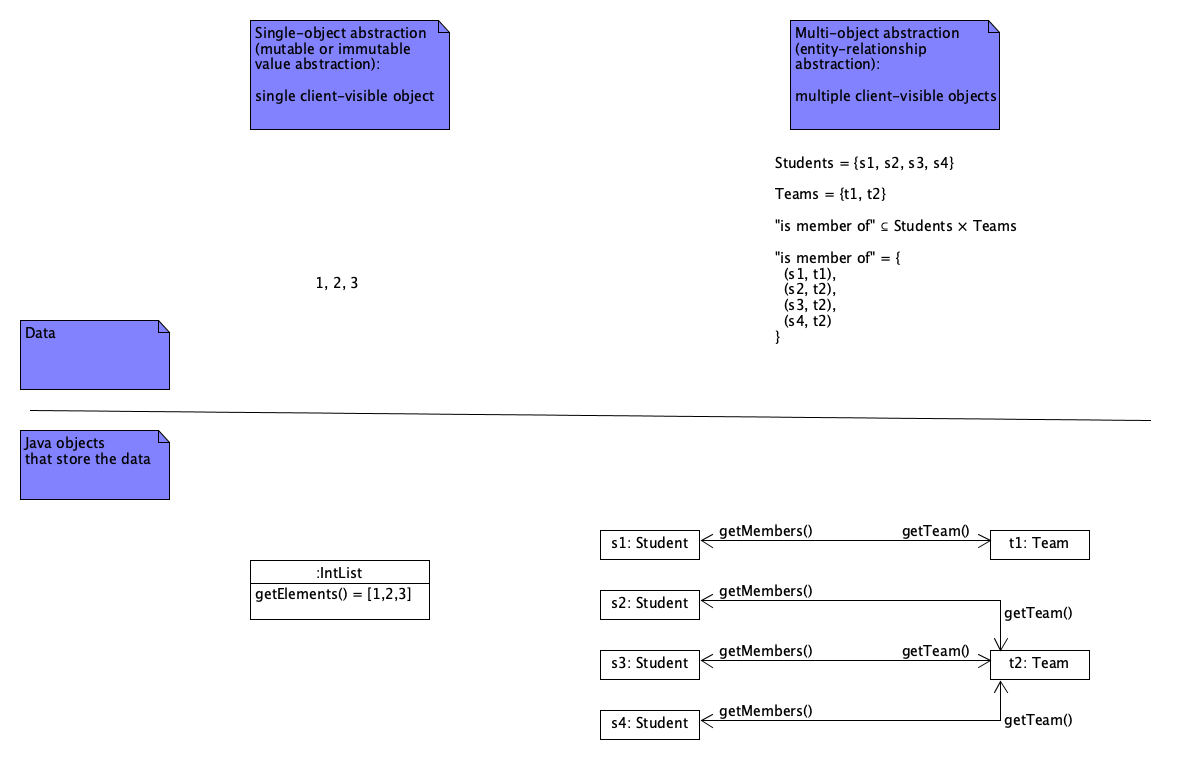 Single-object abstraction
(mutable or immutable
value abstraction):
single client-visible object
Multi-object abstraction
(entity-relationship
abstraction):
multiple client-visible objects
Students = {s1, s2, s3, s4}
Teams = {t1, t2}
"is member of" ⊆ Students × Teams
"is member of" = {
(s1, t1),
(s2, t2),
(s3, t2),
(s4, t2)
}
1, 2, 3
Data
Java objects
that store the data
:IntList
getElements() = [1,2,3]
s1: Student
getMembers()
getTeam()
t1: Team
s2: Student
getMembers()
getTeam()
s3: Student
getMembers()
getTeam()
t2: Team
s4: Student
getMembers()
getTeam()